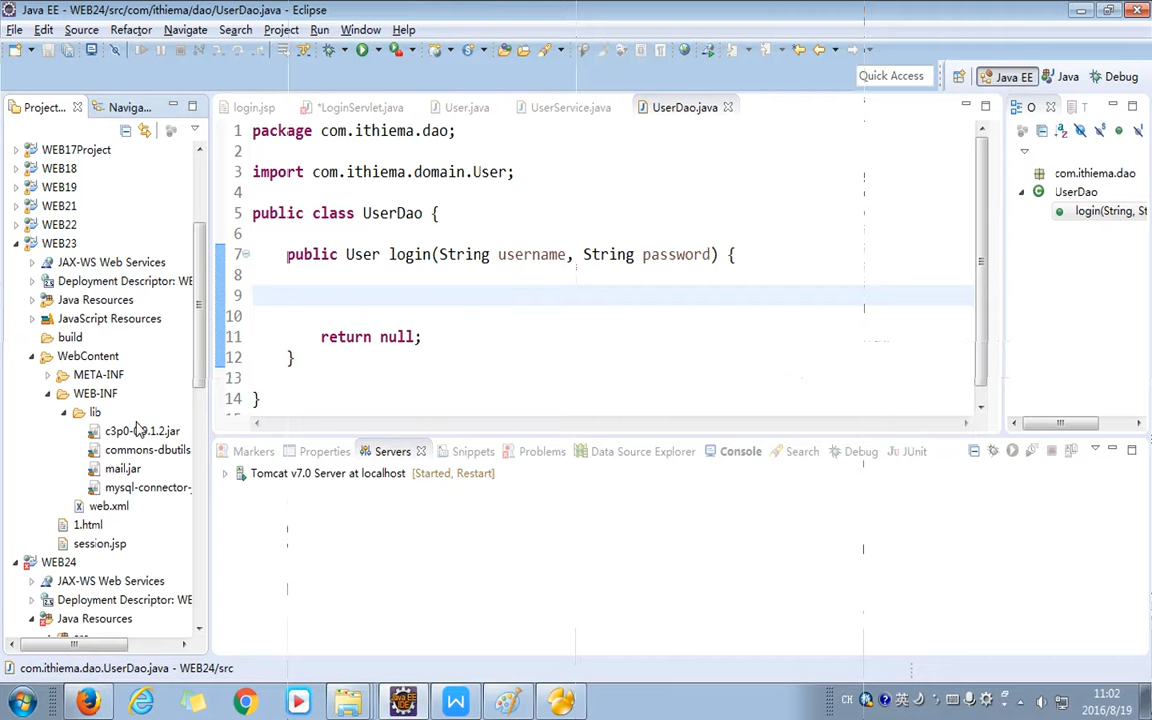 Java EE - WEB24/src/com/ithiema/dao/UserDao.java - Eclipse
File Edit Source Refactor Navigate Search Project Run Window Help
Quick Access
Java EE
Java
Debug
Project...
Naviga...
login.jsp
*LoginServlet.java
User.java
UserService.java
UserDao.java
O
T
WEB17Project
WEB18
WEB19
WEB21
WEB22
WEB23
JAX-WS Web Services
Deployment Descriptor: WE
Java Resources
JavaScript Resources
build
WebContent
META-INF
WEB-INF
lib
c3p0-0.9.1.2.jar
commons-dbutils
mail.jar
mysql-connector-
web.xml
1.html
session.jsp
WEB24
JAX-WS Web Services
Deployment Descriptor: WE
Java Resources
1 package com.ithiema.dao;
2
3 import com.ithiema.domain.User;
4
5 public class UserDao {
6
7 public User login(String username, String password) {
8
9
10
11 return null;
12 }
13
14 }
com.ithiema.dao
UserDao
login(String, St
Markers Properties Servers Snippets Problems Data Source Explorer Console Search Debug JUnit
Tomcat v7.0 Server at localhost [Started, Restart]
com.ithiema.dao.UserDao.java - WEB24/src
CH
英
11:02
2016/8/19